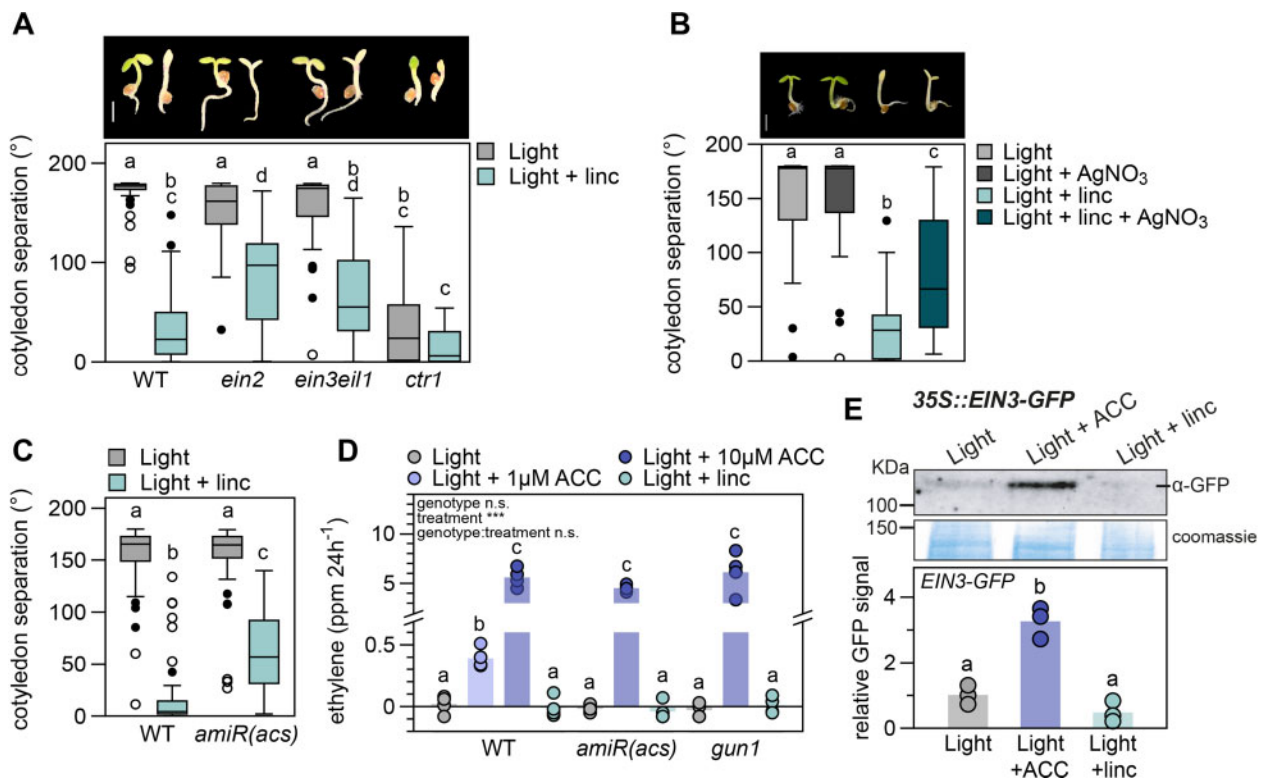 A
200
100
0
cotyledon separation (°)
a
b
c
a
d
a
b
d
b
c
c
WT
ein2
ein3eil1
ctr1
Light
Light + linc
B
200
150
100
50
0
cotyledon separation (°)
a
a
b
c
Light
Light + AgNO3
Light + linc
Light + linc + AgNO3
C
Light
Light + linc
200
150
100
50
0
cotyledon separation (°)
a
b
a
c
WT
amiR(acs)
D
Light
Light + 10µM ACC
Light + 1µM ACC
Light + linc
genotype n.s.
treatment ***
genotype:treatment n.s.
10
5
0.5
0
ethylene (ppm 24h⁻¹)
a
b
c
a
a
c
a
a
c
a
WT
amiR(acs)
gun1
E
35S::EIN3-GFP
Light
Light + ACC
Light + linc
KDa
100
α-GFP
150
coomassie
EIN3-GFP
4
2
0
relative GFP signal
a
b
a
Light
Light
+ACC
Light
+linc